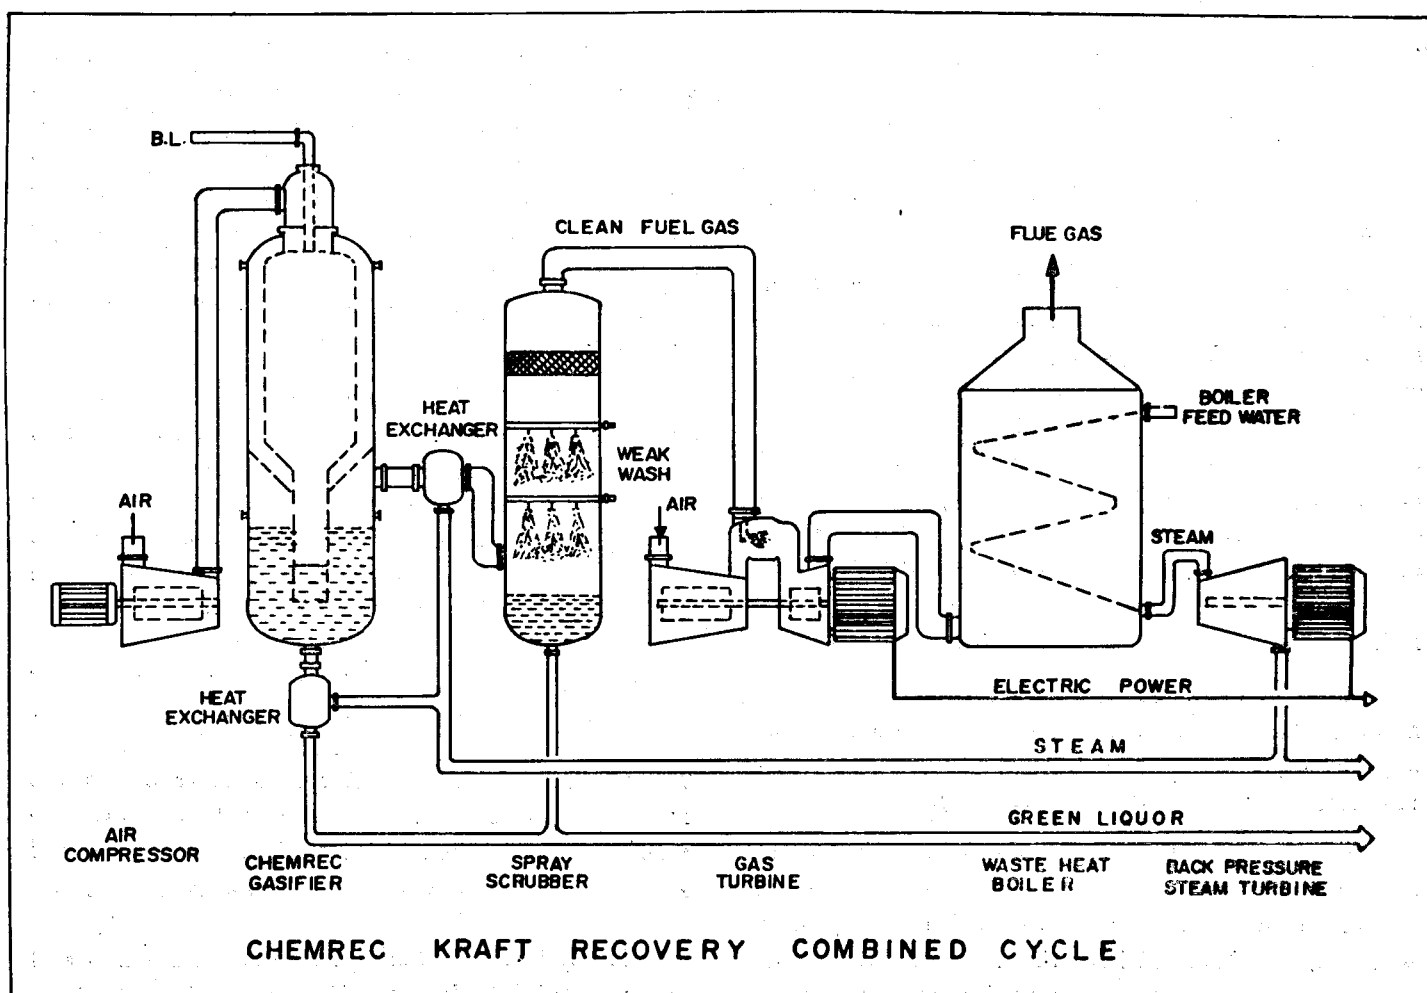 B.L.
CLEAN FUEL GAS
FLUE GAS
HEAT
EXCHANGER
BOILER
FEED WATER
WEAK
WASH
AIR
AIR
STEAM
HEAT
EXCHANGER
ELECTRIC POWER
STEAM
GREEN LIQUOR
AIR
COMPRESSOR
CHEMREC
GASIFIER
SPRAY
SCRUBBER
GAS
TURBINE
WASTE HEAT
BOILER
BACK PRESSURE
STEAM TURBINE
CHEMREC KRAFT RECOVERY COMBINED CYCLE